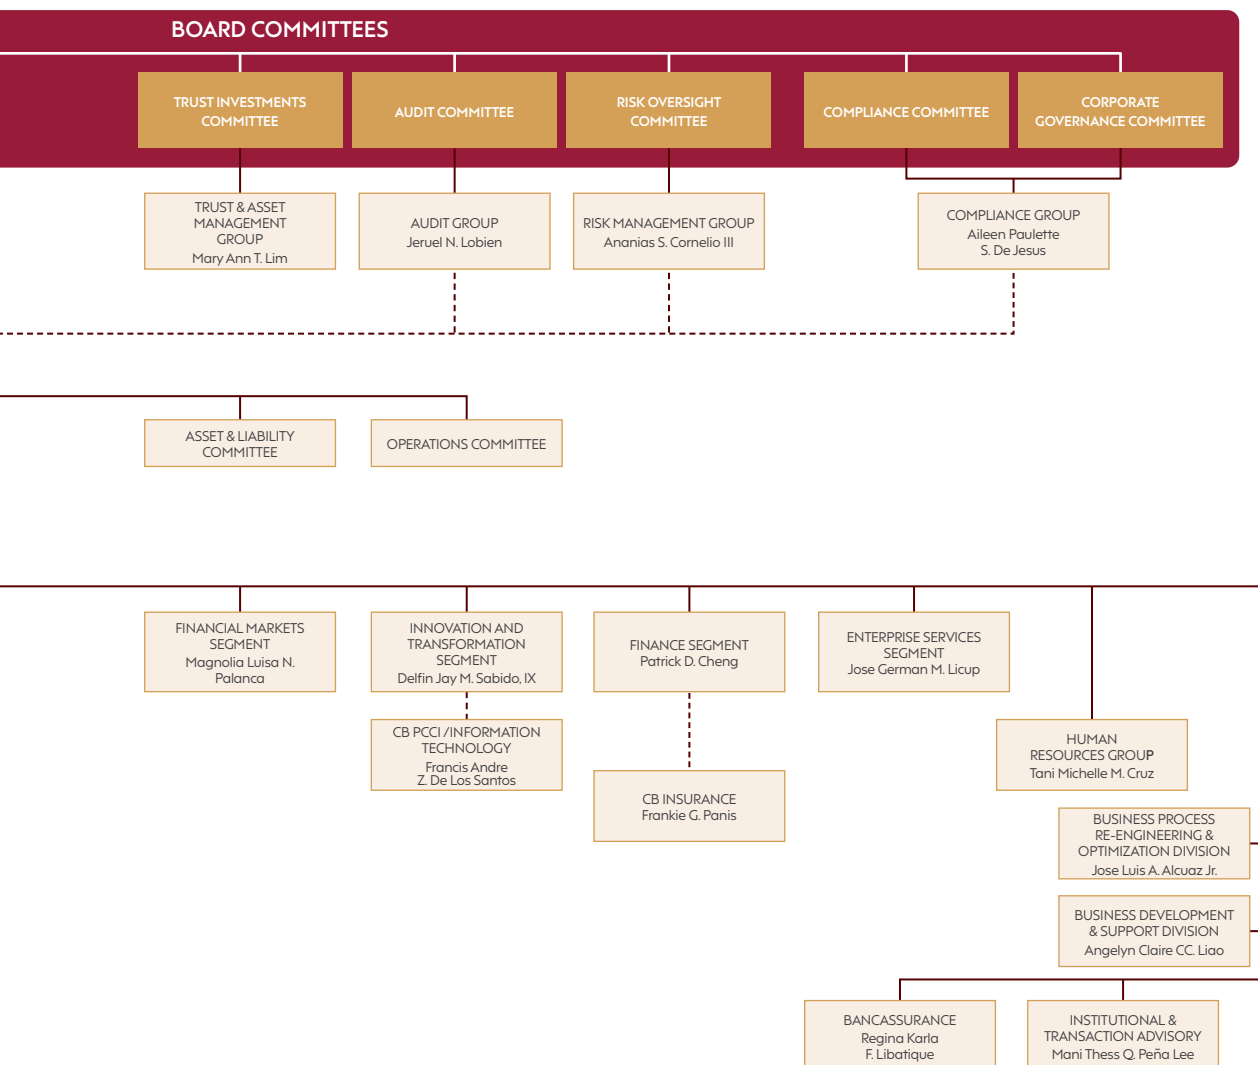 BOARD COMMITTEES
TRUST INVESTMENTS
COMMITTEE
AUDIT COMMITTEE
RISK OVERSIGHT
COMMITTEE
COMPLIANCE COMMITTEE
CORPORATE
GOVERNANCE COMMITTEE
TRUST & ASSET
MANAGEMENT
GROUP
Mary Ann T. Lim
AUDIT GROUP
Jeruel N. Lobien
RISK MANAGEMENT GROUP
Ananias S. Cornelio III
COMPLIANCE GROUP
Aileen Paulette
S. De Jesus
ASSET & LIABILITY
COMMITTEE
OPERATIONS COMMITTEE
FINANCIAL MARKETS
SEGMENT
Magnolia Luisa N.
Palanca
INNOVATION AND
TRANSFORMATION
SEGMENT
Delfin Jay M. Sabido, IX
FINANCE SEGMENT
Patrick D. Cheng
ENTERPRISE SERVICES
SEGMENT
Jose German M. Licup
CB PCCI /INFORMATION
TECHNOLOGY
Francis Andre
Z. De Los Santos
CB INSURANCE
Frankie G. Panis
HUMAN
RESOURCES GROUP
Tani Michelle M. Cruz
BUSINESS PROCESS
RE-ENGINEERING &
OPTIMIZATION DIVISION
Jose Luis A. Alcuaz Jr.
BUSINESS DEVELOPMENT
& SUPPORT DIVISION
Angelyn Claire CC. Liao
BANCASSURANCE
Regina Karla
F. Libatique
INSTITUTIONAL &
TRANSACTION ADVISORY
Mani Thess Q. Peña Lee